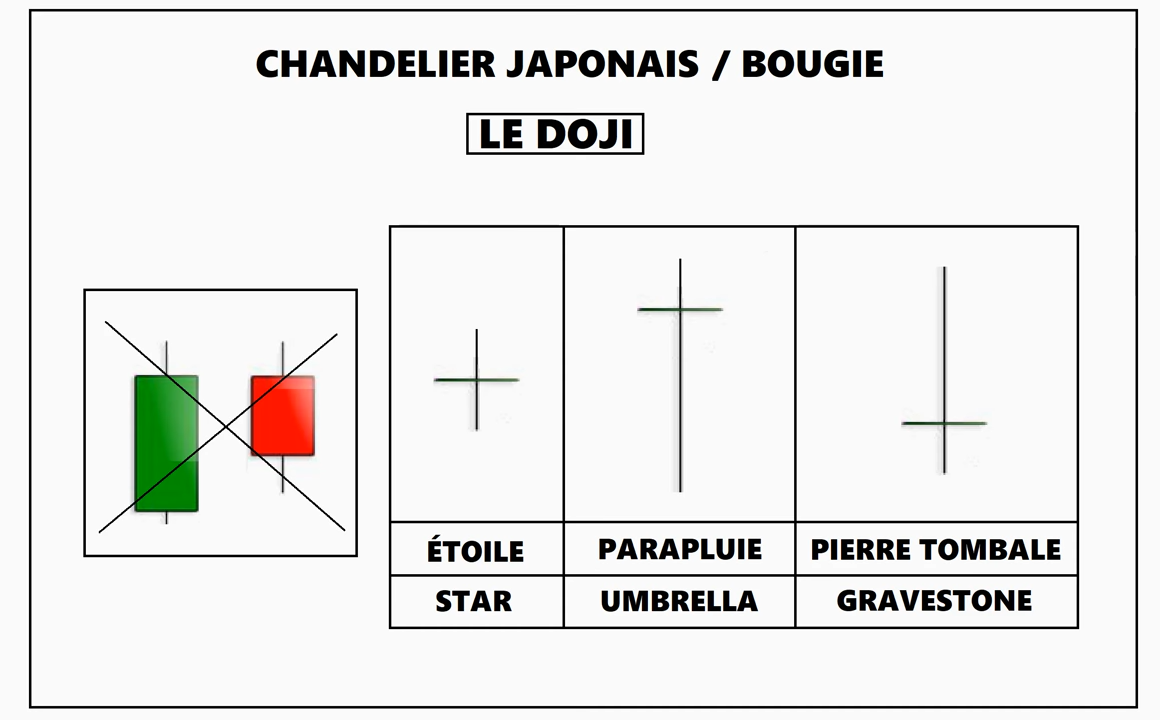 CHANDELIER JAPONAIS / BOUGIE
LE DOJI
ÉTOILE
PARAPLUIE
PIERRE TOMBALE
STAR
UMBRELLA
GRAVESTONE